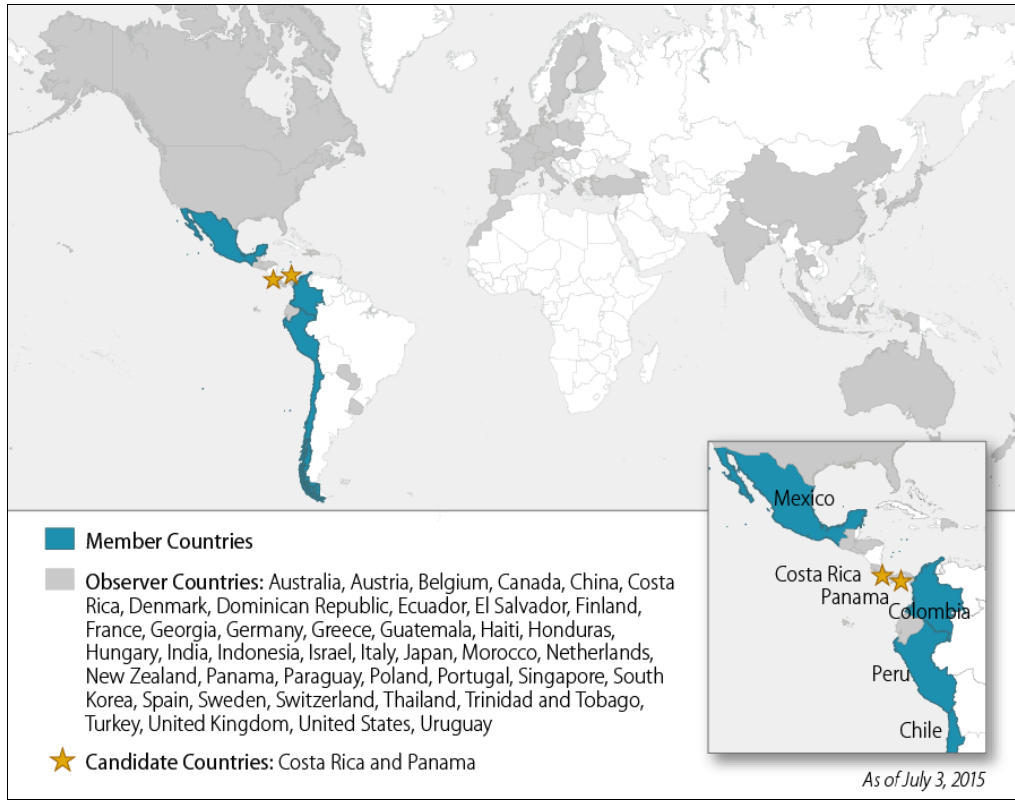 Mexico
Costa Rica
Panama
Colombia
Peru
Chile
Member Countries
Observer Countries: Australia, Austria, Belgium, Canada, China, Costa
Rica, Denmark, Dominican Republic, Ecuador, El Salvador, Finland,
France, Georgia, Germany, Greece, Guatemala, Haiti, Honduras,
Hungary, India, Indonesia, Israel, Italy, Japan, Morocco, Netherlands,
New Zealand, Panama, Paraguay, Poland, Portugal, Singapore, South
Korea, Spain, Sweden, Switzerland, Thailand, Trinidad and Tobago,
Turkey, United Kingdom, United States, Uruguay
Candidate Countries: Costa Rica and Panama
As of July 3, 2015